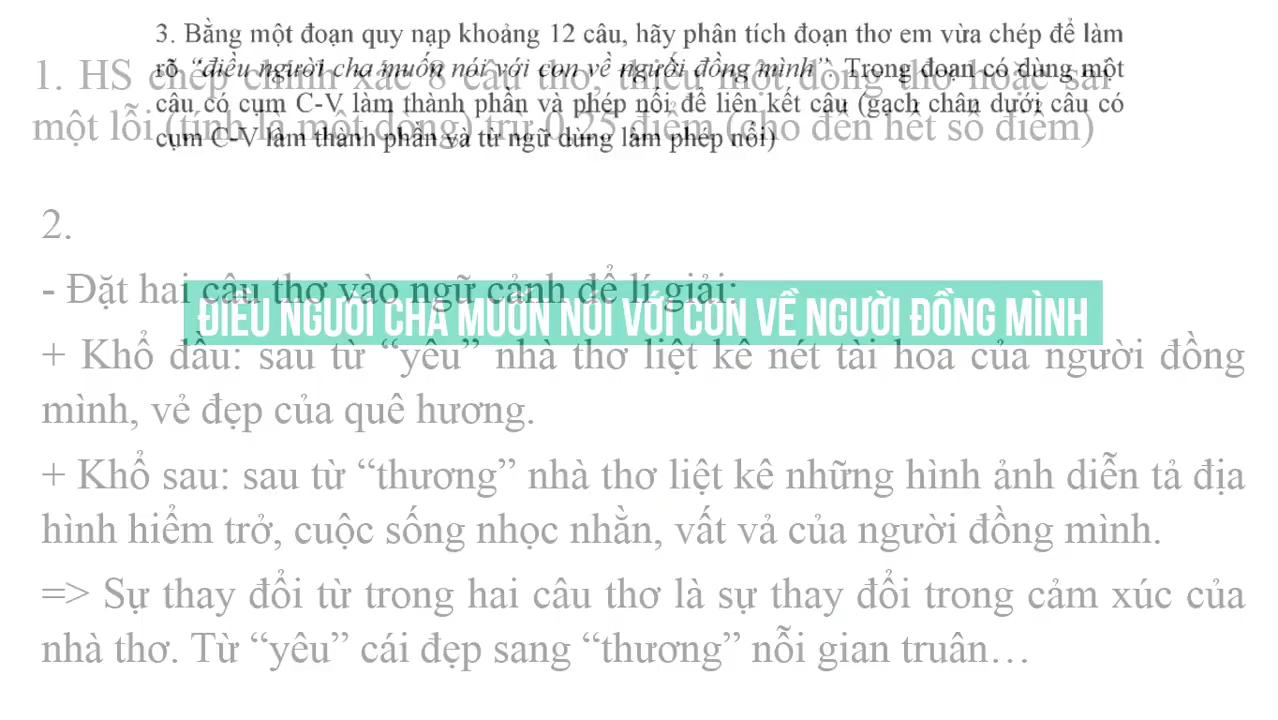 3. Bằng một đoạn quy nạp khoảng 12 câu, hãy phân tích đoạn thơ em vừa chép để làm
rõ "điều người cha muốn nói với con về người đồng mình". Trong đoạn có dùng một
câu có cụm C-V làm thành phần và phép nối để liên kết câu (gạch chân dưới câu có
cụm C-V làm thành phần và từ ngữ dùng làm phép nối)
1. HS chép chính xác 8 câu thơ, thiếu một dòng thơ hoặc sai
một lỗi (tính là một dòng) trừ 0,25 điểm (cho đến hết số điểm)
2.
- Đặt hai câu thơ vào ngữ cảnh để lí giải:
ĐIỀU NGƯỜI CHA MUỐN NÓI VỚI CON VỀ NGƯỜI ĐỒNG MÌNH
+ Khổ đầu: sau từ “yêu” nhà thơ liệt kê nét tài hoa của người đồng
mình, vẻ đẹp của quê hương.
+ Khổ sau: sau từ “thương” nhà thơ liệt kê những hình ảnh diễn tả địa
hình hiểm trở, cuộc sống nhọc nhằn, vất vả của người đồng mình.
=> Sự thay đổi từ trong hai câu thơ là sự thay đổi trong cảm xúc của
nhà thơ. Từ “yêu” cái đẹp sang “thương” nỗi gian truân…